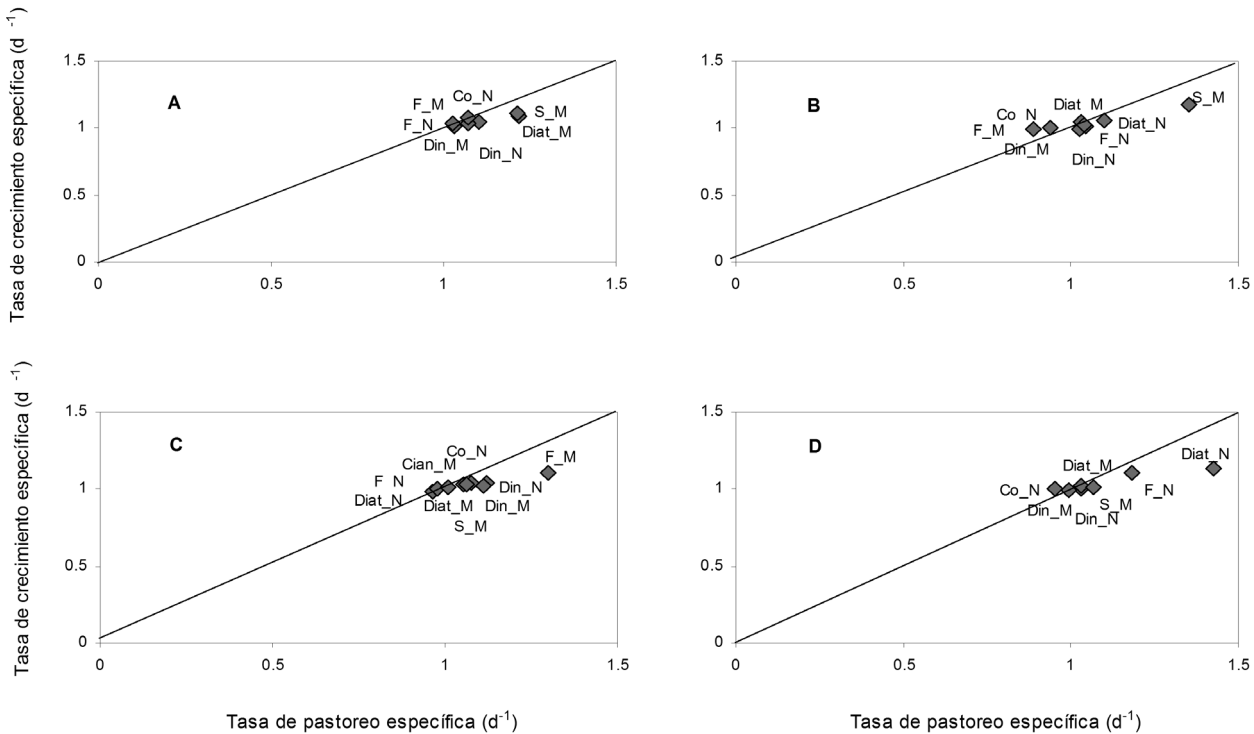 Tasa de crecimiento específica (d -1)
1.5
1
0.5
0
0
0.5
1
1.5
A
F_M
Co_N
F_N
Din_M
Din_N
S_M
Diat_M
1.5
1
0.5
0
0
0.5
1
1.5
B
Co N
F_M
Din_M
Diat M
Diat_N
F_N
Din_N
S_M
Tasa de crecimiento específica (d -1)
1.5
1
0.5
0
0
0.5
1
1.5
C
Co_N
Cian_M
F N
Diat_N
Diat_M
S_M
Din_M
Din_N
F_M
Tasa de pastoreo específica (d-1)
1.5
1
0.5
0
0
0.5
1
1.5
D
Diat_M
Co_N
Din_M
Din_N
S_M
F_N
Diat_N
Tasa de pastoreo específica (d-1)